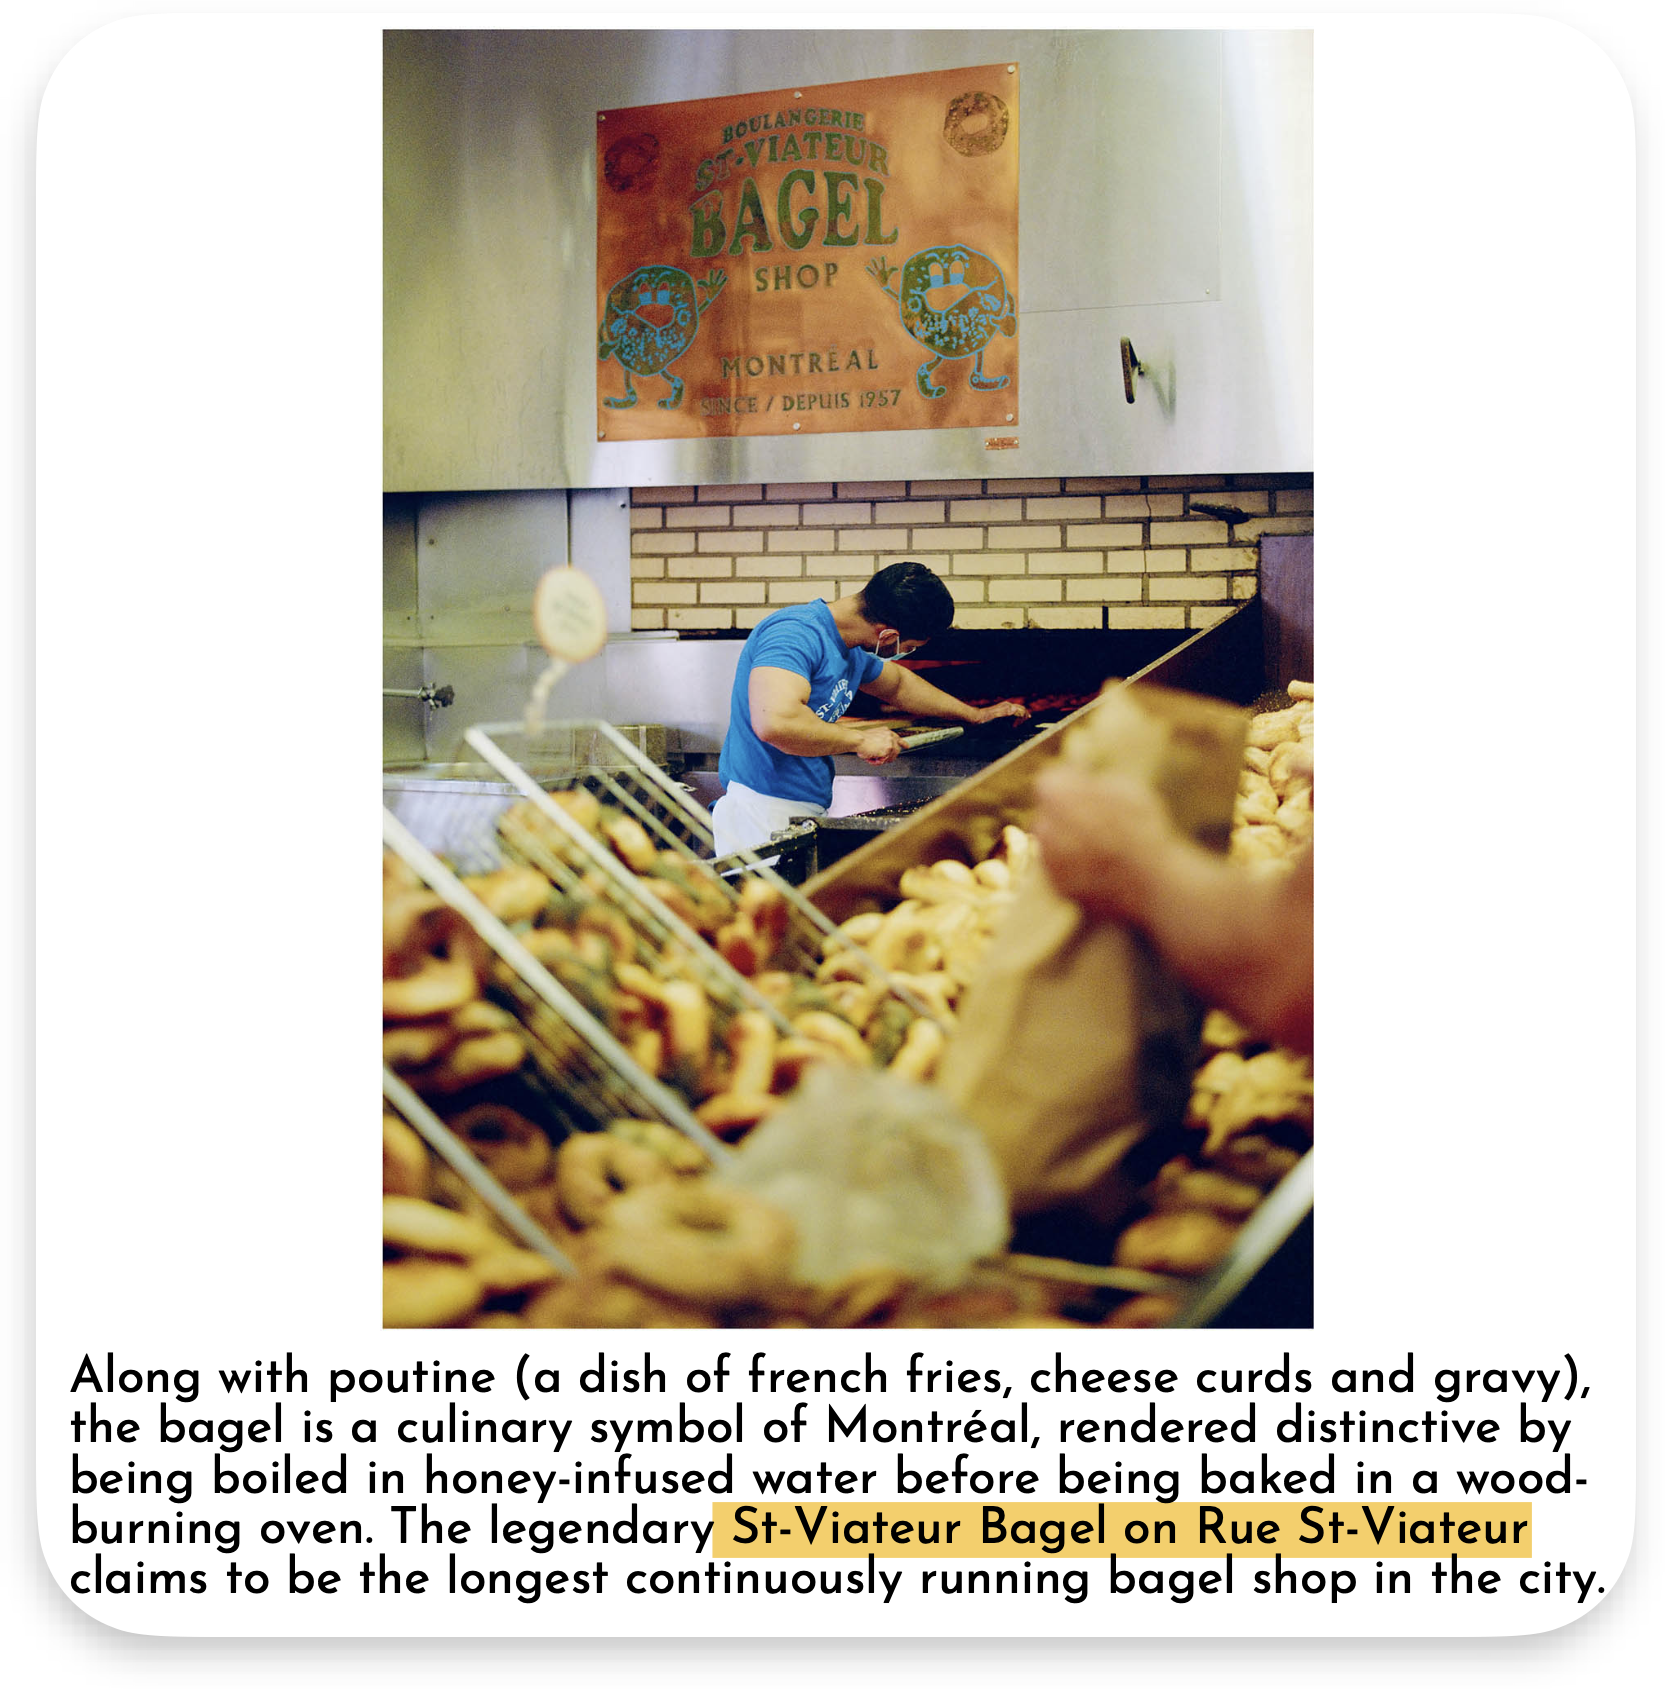 BOULANGERIE
ST-VIATEUR
BAGEL
SHOP
MONTRÉAL
SINCE / DEPUIS 1957
Along with poutine (a dish of french fries, cheese curds and gravy),
the bagel is a culinary symbol of Montréal, rendered distinctive by
being boiled in honey-infused water before being baked in a wood-
burning oven. The legendary St-Viateur Bagel on Rue St-Viateur
claims to be the longest continuously running bagel shop in the city.